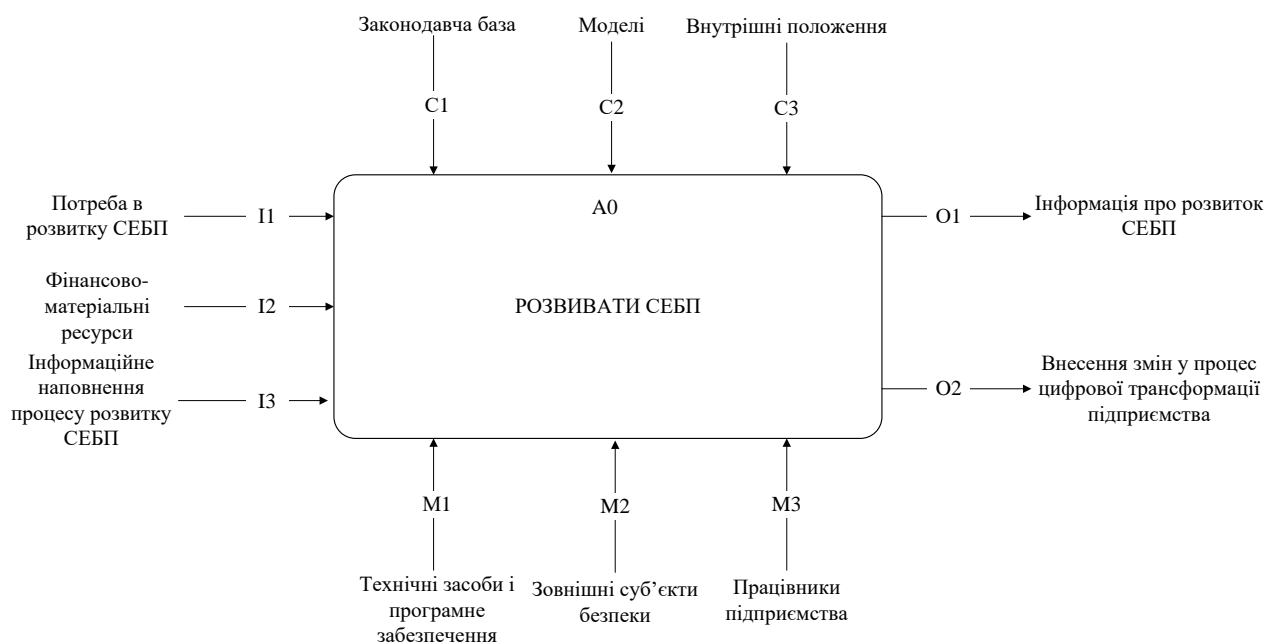 Законодавча база
Моделі
Внутрішні положення
C1
C2
C3
Потреба в
розвитку СЕБП
I1
A0
O1
Інформація про розвиток
СЕБП
Фінансово-
матеріальні
ресурси
I2
РОЗВИВАТИ СЕБП
Інформаційне
наповнення
процесу розвитку
СЕБП
I3
O2
Внесення змін у процес
цифрової трансформації
підприємства
M1
M2
M3
Технічні засоби і
програмне
забезпечення
Зовнішні суб’єкти
безпеки
Працівники
підприємства